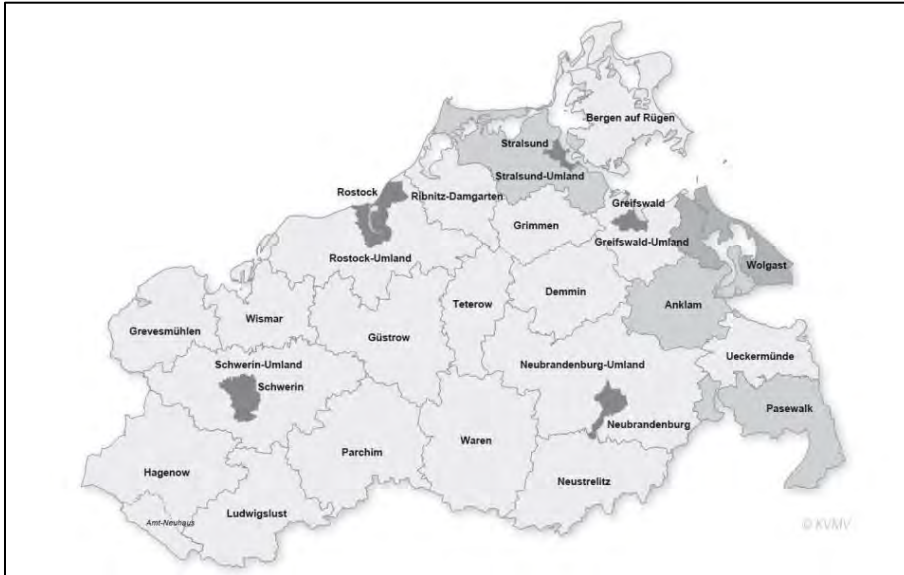 Bergen auf Rügen
Stralsund
Stralsund-Umland
Rostock
Ribnitz-Damgarten
Greifswald
Grimmen
Greifswald-Umland
Rostock-Umland
Wolgast
Demmin
Teterow
Anklam
Wismar
Grevesmühlen
Güstrow
Ueckermünde
Schwerin-Umland
Neubrandenburg-Umland
Schwerin
Pasewalk
Neubrandenburg
Waren
Parchim
Hagenow
Neustrelitz
Ludwigslust
Amt-Neuhaus
© KVMV